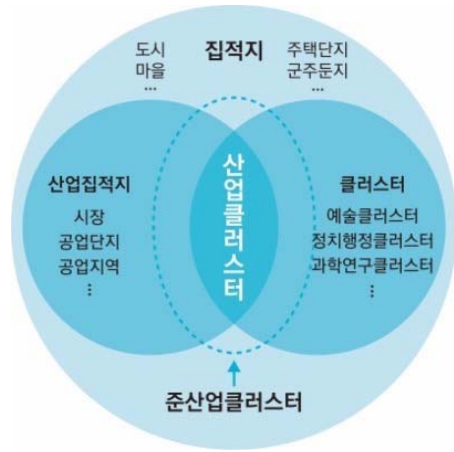 집적지
도시
마을
...
주택단지
군주둔지
...
산업집적지
시장
공업단지
공업지역
⋮
산업클러스터
클러스터
예술클러스터
정치행정클러스터
과학연구클러스터
⋮
준산업클러스터